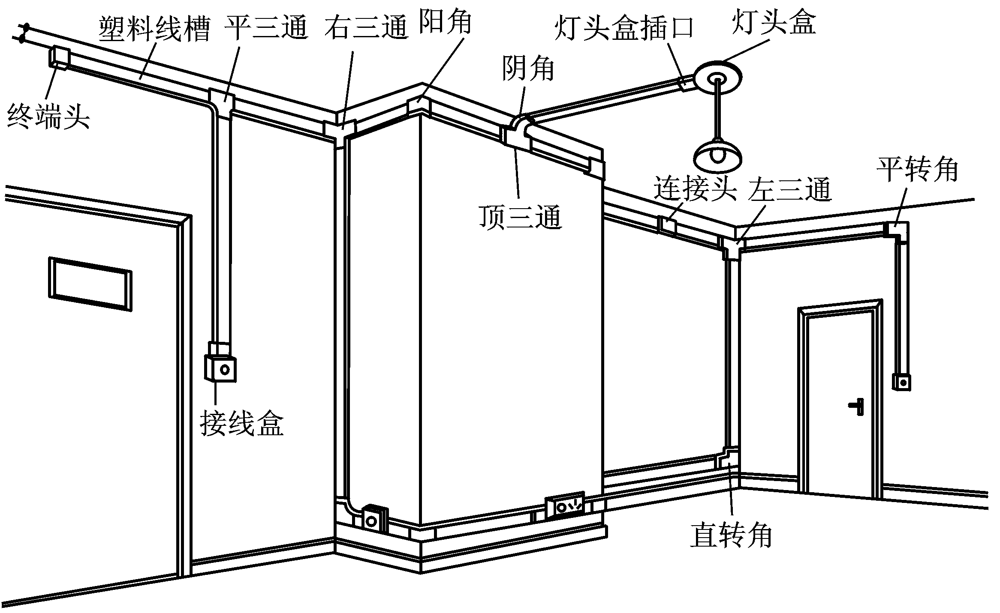 塑料线槽
平三通
右三通
阳角
灯头盒插口
灯头盒
阴角
终端头
平转角
连接头
左三通
顶三通
接线盒
直转角